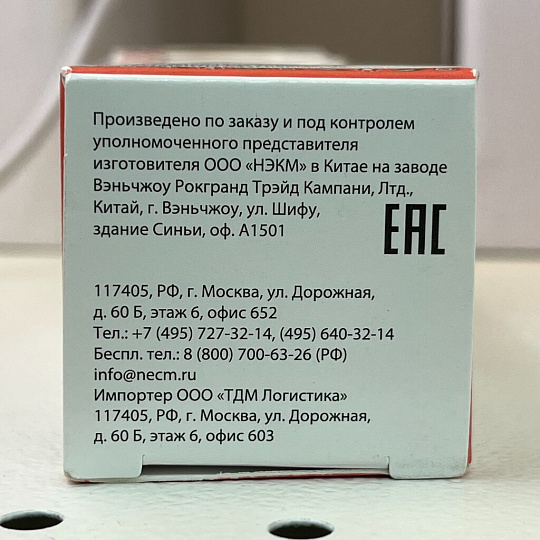 Произведено по заказу и под контролем
уполномоченного представителя
изготовителя ООО «НЭКМ» в Китае на заводе
Вэньчжоу Рокгранд Трэйд Кампани, Лтд.,
Китай, г. Вэньчжоу, ул. Шифу,
здание Синьи, оф. А1501
EAC
117405, РФ, г. Москва, ул. Дорожная,
д. 60 Б, этаж 6, офис 652
Тел.: +7 (495) 727-32-14, (495) 640-32-14
Беспл. тел.: 8 (800) 700-63-26 (РФ)
info@necm.ru
Импортер ООО «ТДМ Логистика»
117405, РФ, г. Москва, ул. Дорожная,
д. 60 Б, этаж 6, офис 603